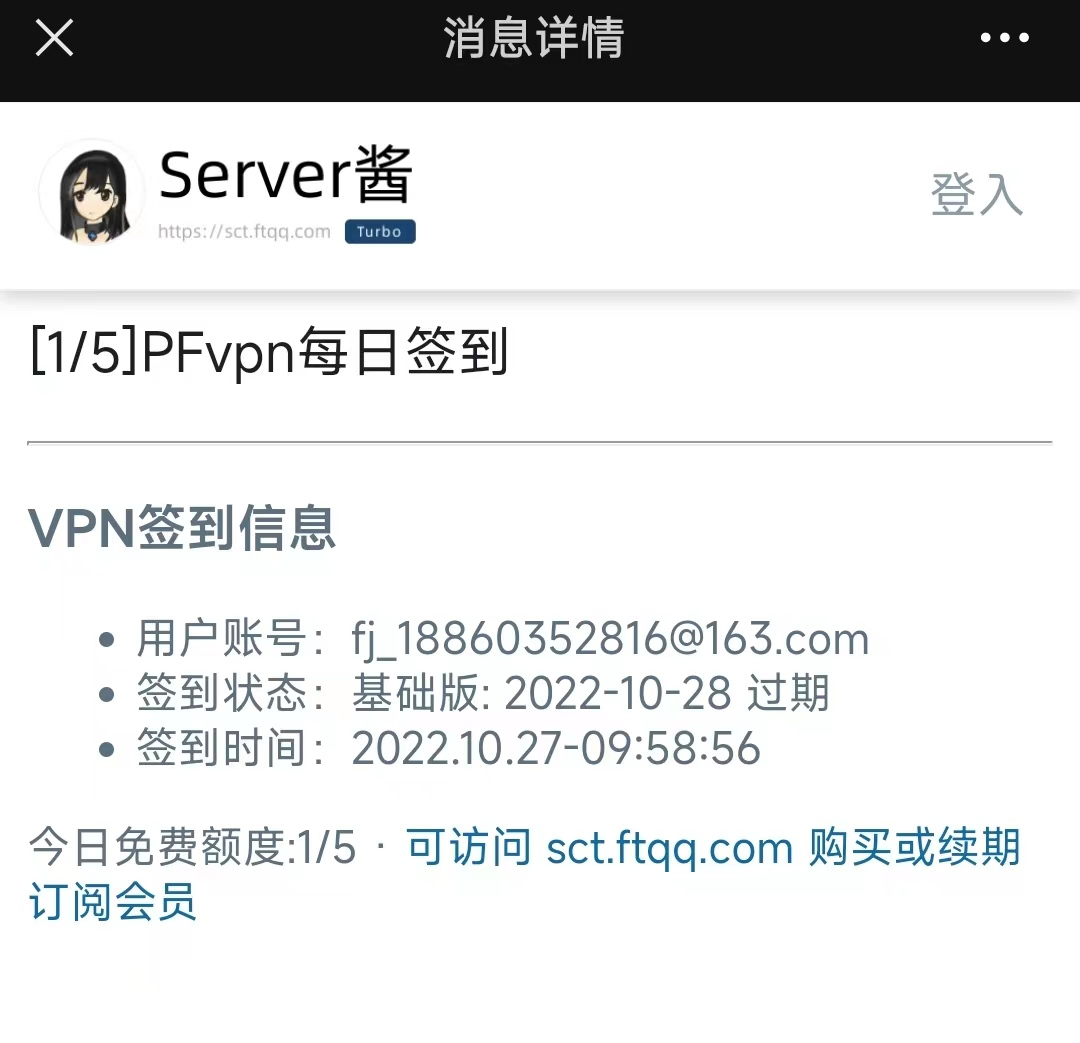 消息详情
Server酱
登入
https://sct.ftqq.com Turbo
[1/5]PFvpn每日签到
VPN签到信息
用户账号：fj_18860352816@163.com
签到状态：基础版: 2022-10-28 过期
签到时间：2022.10.27-09:58:56
今日免费额度:1/5 · 可访问 sct.ftqq.com 购买或续期
订阅会员